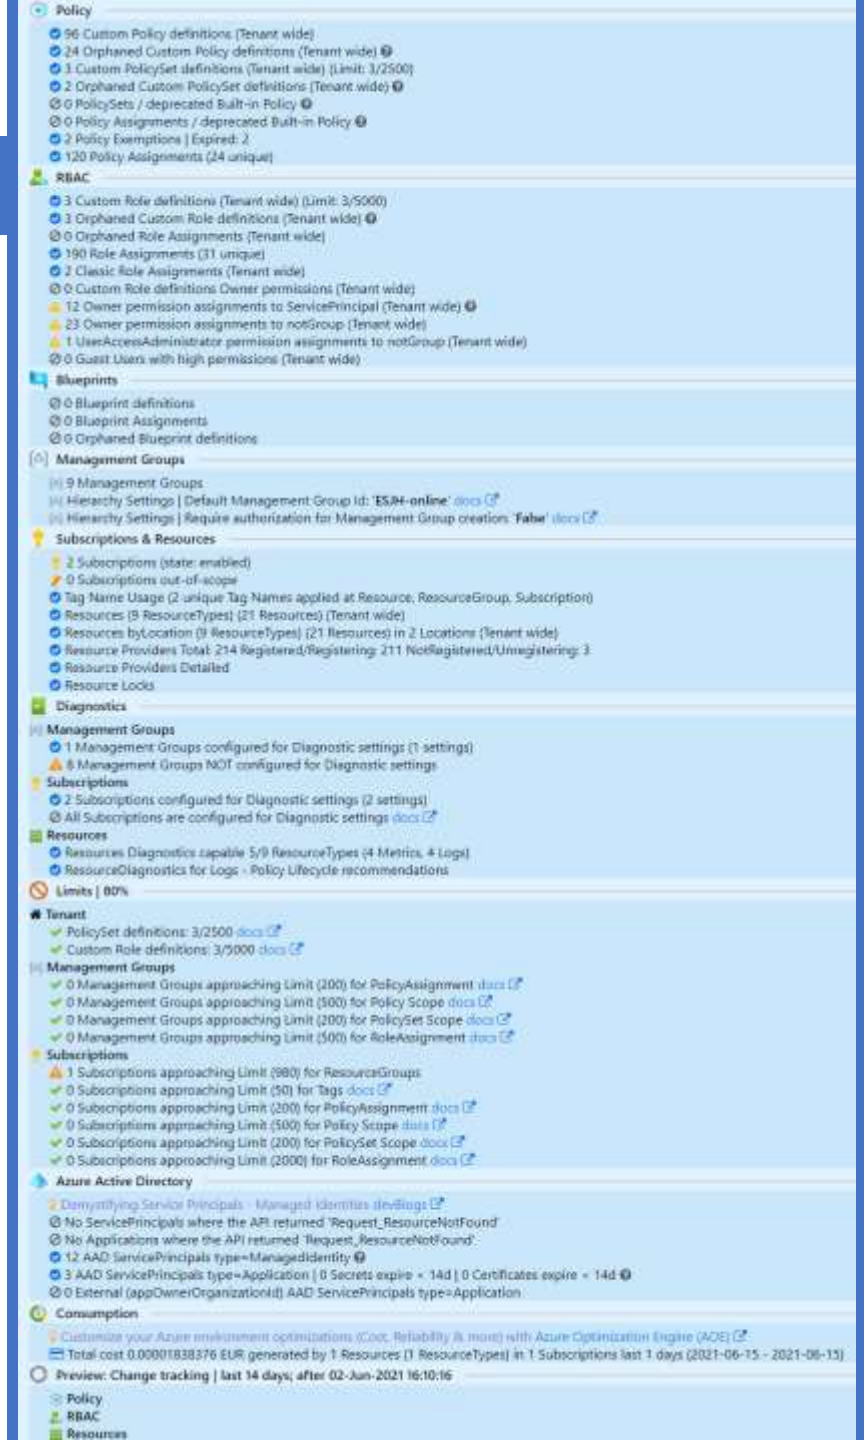 Policy
96 Custom Policy definitions (Tenant wide)
24 Orphaned Custom Policy definitions (Tenant wide)
3 Custom PolicySet definitions (Tenant wide) (Limit: 3/2500)
2 Orphaned Custom PolicySet definitions (Tenant wide)
0 PolicySets / deprecated Built-in Policy
0 Policy Assignments / deprecated Built-in Policy
2 Policy Exemptions | Expired: 2
120 Policy Assignments (24 unique)
RBAC
3 Custom Role definitions (Tenant wide) (Limit: 3/5000)
3 Orphaned Custom Role definitions (Tenant wide)
0 Orphaned Role Assignments (Tenant wide)
190 Role Assignments (31 unique)
2 Classic Role Assignments (Tenant wide)
0 Custom Role definitions Owner permissions (Tenant wide)
12 Owner permission assignments to ServicePrincipal (Tenant wide)
23 Owner permission assignments to notGroup (Tenant wide)
1 UserAccessAdministrator permission assignments to notGroup (Tenant wide)
0 Guest Users with high permissions (Tenant wide)
Blueprints
0 Blueprint definitions
0 Blueprint Assignments
0 Orphaned Blueprint definitions
Management Groups
9 Management Groups
Hierarchy Settings | Default Management Group Id: 'ESJH-online' docs
Hierarchy Settings | Require authorization for Management Group creation: 'False' docs
Subscriptions & Resources
2 Subscriptions (state: enabled)
0 Subscriptions out-of-scope
Tag Name Usage (2 unique Tag Names applied at Resource, ResourceGroup, Subscription)
Resources (9 ResourceTypes) (21 Resources) (Tenant wide)
Resources byLocation (9 ResourceTypes) (21 Resources) in 2 Locations (Tenant wide)
Resource Providers Total: 214 Registered/Registering: 211 NotRegistered/Unregistering: 3
Resource Providers Detailed
Resource Locks
Diagnostics
Management Groups
1 Management Groups configured for Diagnostic settings (1 settings)
8 Management Groups NOT configured for Diagnostic settings
Subscriptions
2 Subscriptions configured for Diagnostic settings (2 settings)
All Subscriptions are configured for Diagnostic settings docs
Resources
Resources Diagnostics capable 5/9 ResourceTypes (4 Metrics, 4 Logs)
ResourceDiagnostics for Logs - Policy Lifecycle recommendations
Limits | 80%
Tenant
PolicySet definitions: 3/2500 docs
Custom Role definitions: 3/5000 docs
Management Groups
0 Management Groups approaching Limit (200) for PolicyAssignment docs
0 Management Groups approaching Limit (500) for Policy Scope docs
0 Management Groups approaching Limit (200) for PolicySet Scope docs
0 Management Groups approaching Limit (500) for RoleAssignment docs
Subscriptions
1 Subscriptions approaching Limit (980) for ResourceGroups
0 Subscriptions approaching Limit (50) for Tags docs
0 Subscriptions approaching Limit (200) for PolicyAssignment docs
0 Subscriptions approaching Limit (500) for Policy Scope docs
0 Subscriptions approaching Limit (200) for PolicySet Scope docs
0 Subscriptions approaching Limit (2000) for RoleAssignment docs
Azure Active Directory
Demystifying Service Principals - Managed Identities devBlogs
No ServicePrincipals where the API returned 'Request_ResourceNotFound'
No Applications where the API returned 'Request_ResourceNotFound'
12 AAD ServicePrincipals type=ManagedIdentity
3 AAD ServicePrincipals type=Application | 0 Secrets expire < 14d | 0 Certificates expire < 14d
0 External (appOwnerOrganizationId) AAD ServicePrincipals type=Application
Consumption
Customize your Azure environment optimizations (Cost, Reliability & more) with Azure Optimization Engine (AOE)
Total cost 0.00001838376 EUR generated by 1 Resources (1 ResourceTypes) in 1 Subscriptions last 1 days (2021-06-15 - 2021-06-15)
Preview: Change tracking | last 14 days; after 02-Jun-2021 16:10:16
Policy
RBAC
Resources